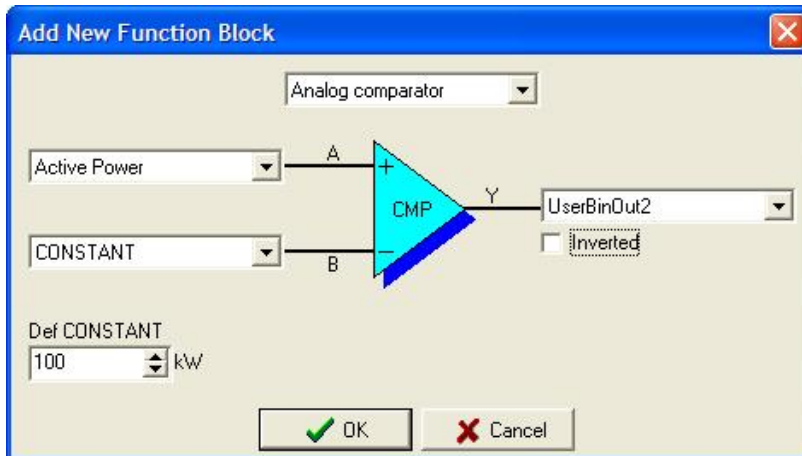 Add New Function Block
Analog comparator
Active Power
A
+
CMP
Y
UserBinOut2
Inverted
CONSTANT
B
−
Def CONSTANT
100 kW
OK
Cancel